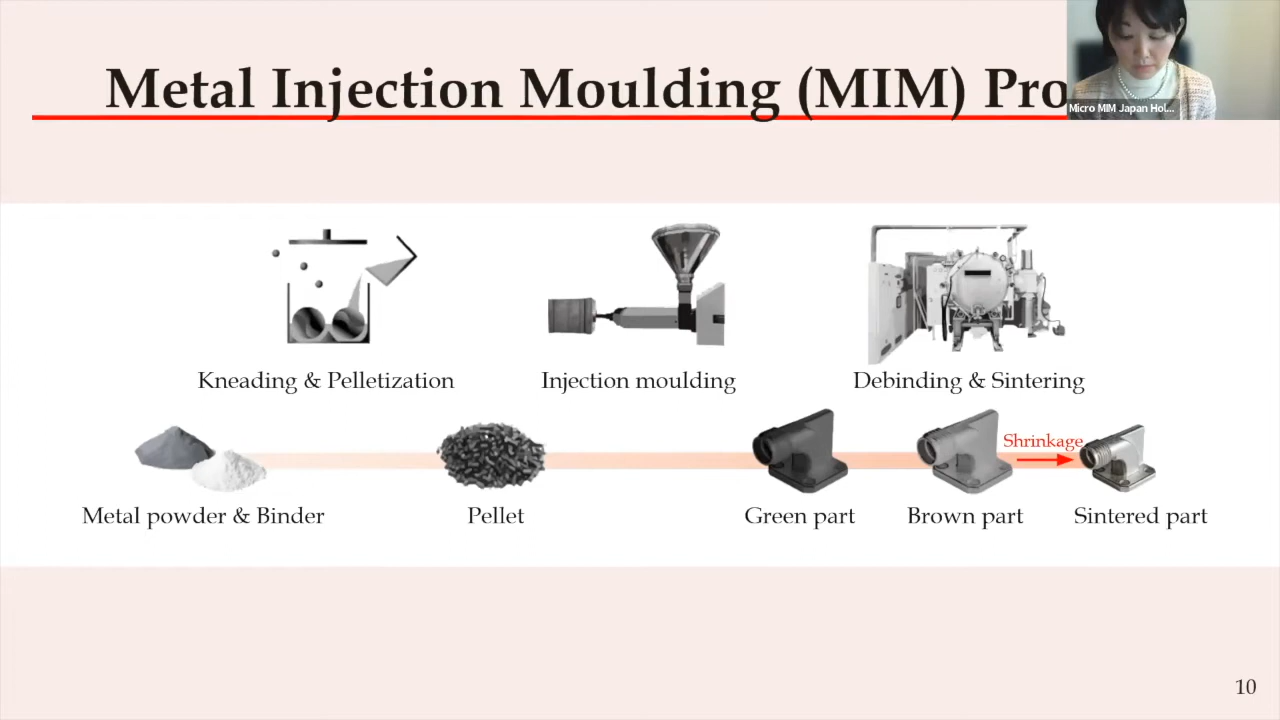 Metal Injection Moulding (MIM) Pro
Micro MIM Japan Hol...
Kneading & Pelletization
Injection moulding
Debinding & Sintering
Shrinkage
Metal powder & Binder
Pellet
Green part
Brown part
Sintered part
10